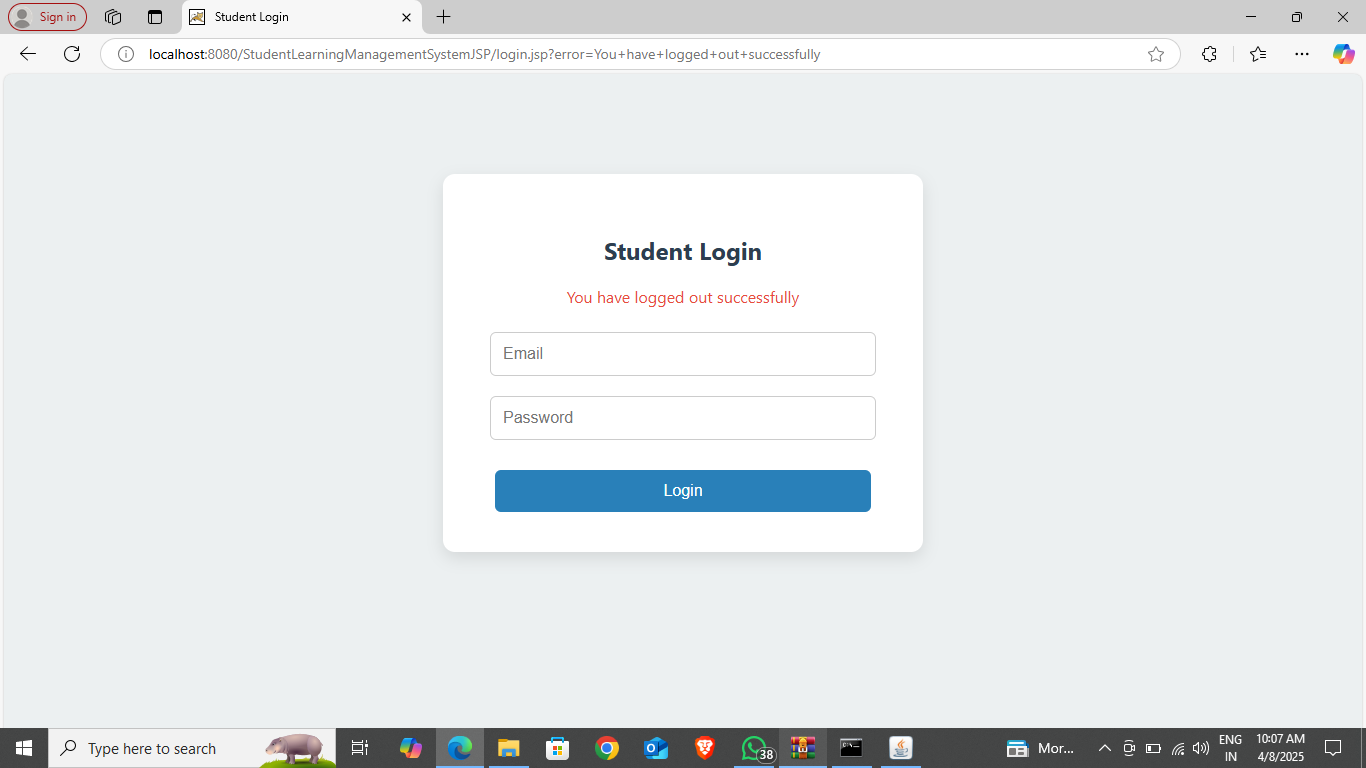 Sign in
Student Login
localhost:8080/StudentLearningManagementSystemJSP/login.jsp?error=You+have+logged+out+successfully
Student Login
You have logged out successfully
Email
Password
Login
Type here to search
38
Mor...
ENG
IN
10:07 AM
4/8/2025